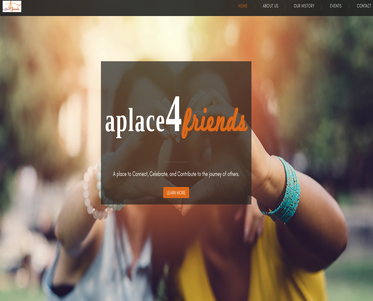 HOME ABOUT US OUR HISTORY EVENTS CONTACT
aplace4friends
A place to Connect, Celebrate, and Contribute to the journey of others.
LEARN MORE